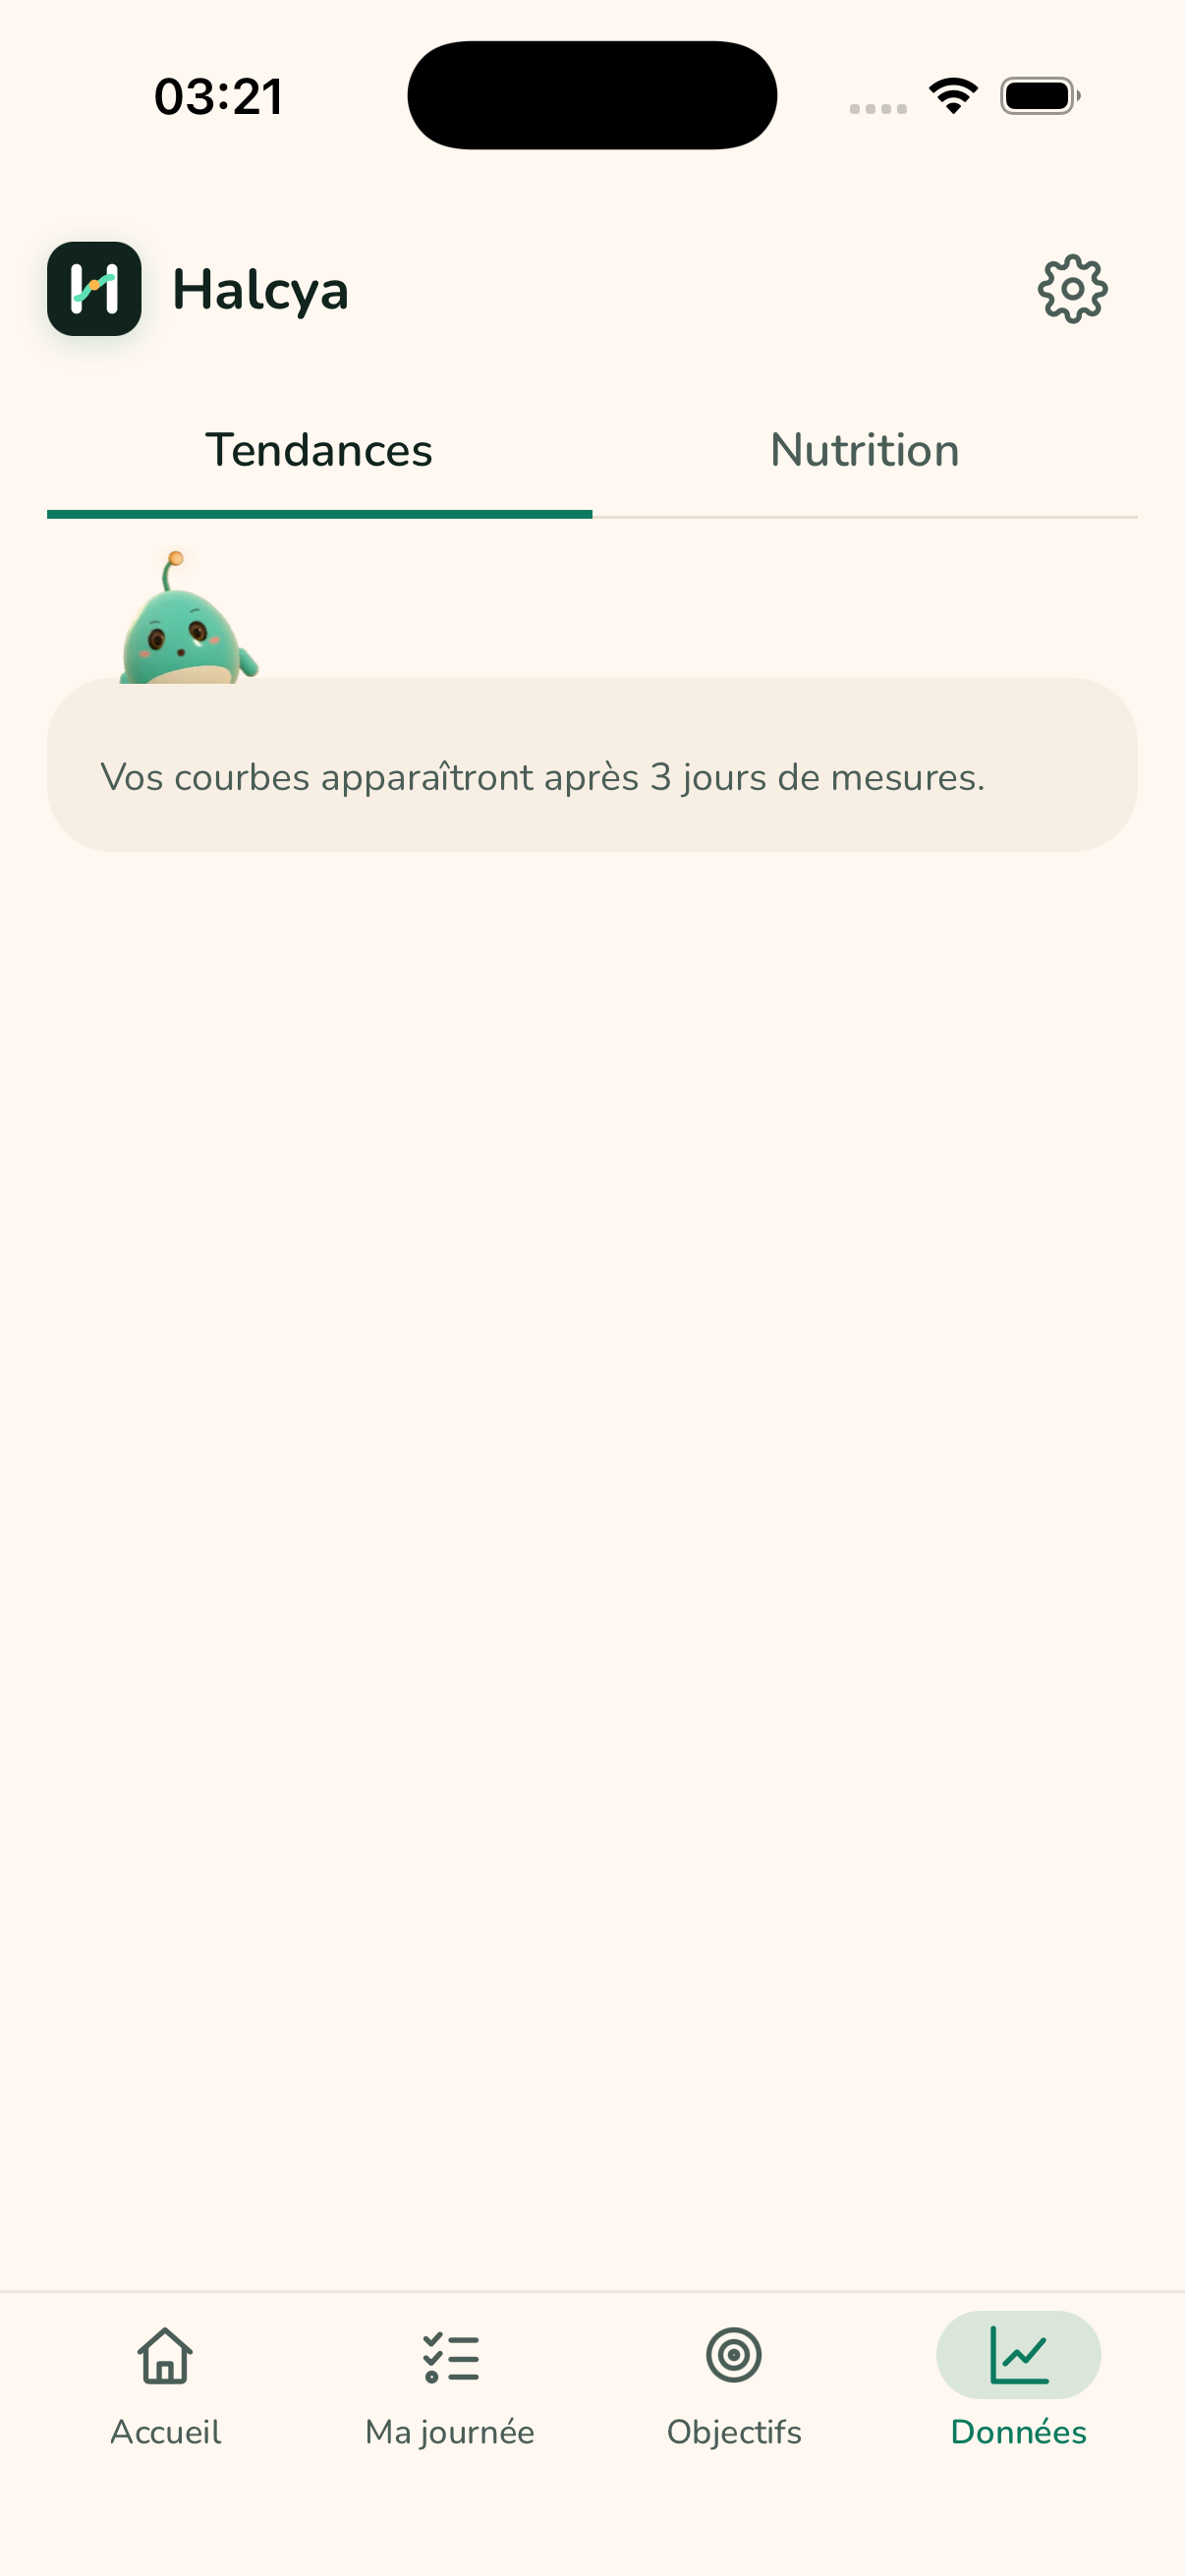 03:21
Halcya
Tendances
Nutrition
Vos courbes apparaîtront après 3 jours de mesures.
Accueil
Ma journée
Objectifs
Données